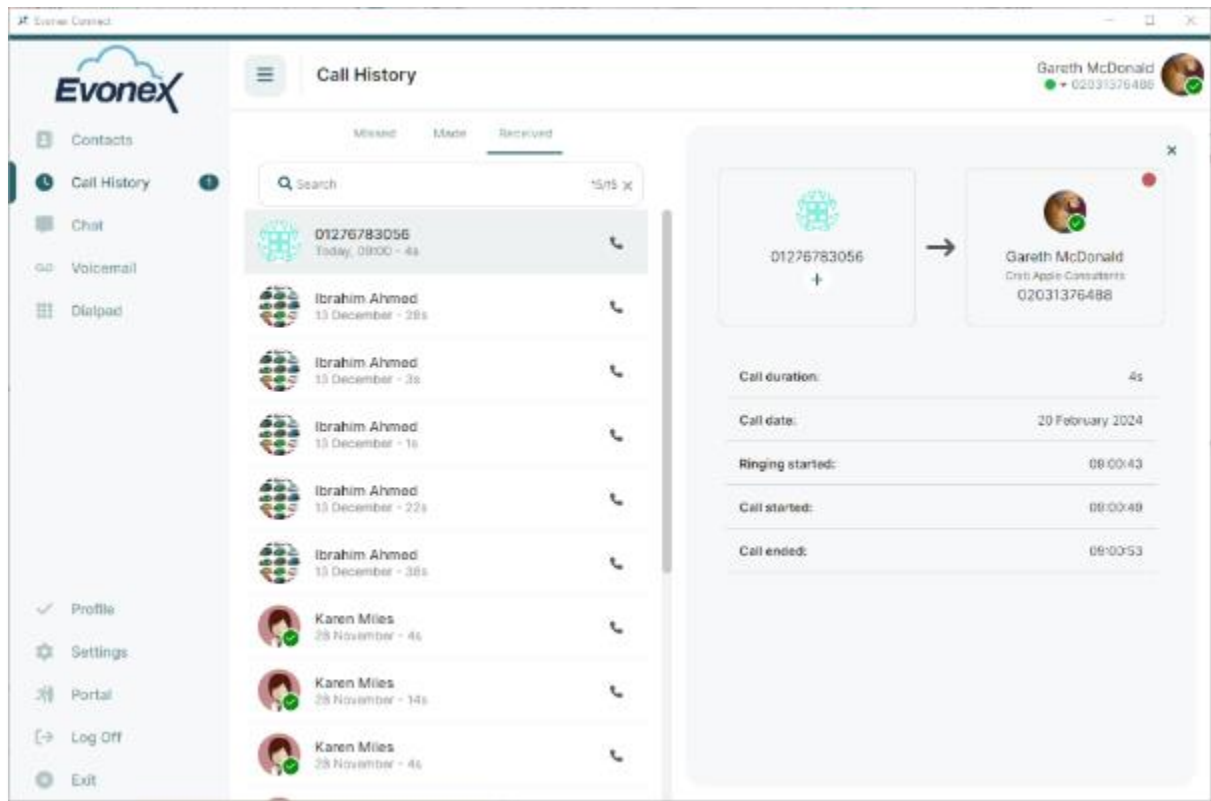 Evonex Connect
Evonex
Call History
Gareth McDonald
02031376488
Contacts
Call History
1
Chat
Voicemail
Dialpad
Profile
Settings
Portal
Log Off
Exit
Missed Made Received
Search 15/15
01276783056
Today, 09:00 - 4s
Ibrahim Ahmed
13 December - 28s
Ibrahim Ahmed
13 December - 3s
Ibrahim Ahmed
13 December - 1s
Ibrahim Ahmed
13 December - 22s
Ibrahim Ahmed
13 December - 38s
Karen Miles
28 November - 4s
Karen Miles
28 November - 14s
Karen Miles
28 November - 4s
01276783056
+
Gareth McDonald
Crab Apple Consultants
02031376488
Call duration: 4s
Call date: 20 February 2024
Ringing started: 09:00:43
Call started: 09:00:49
Call ended: 09:00:53